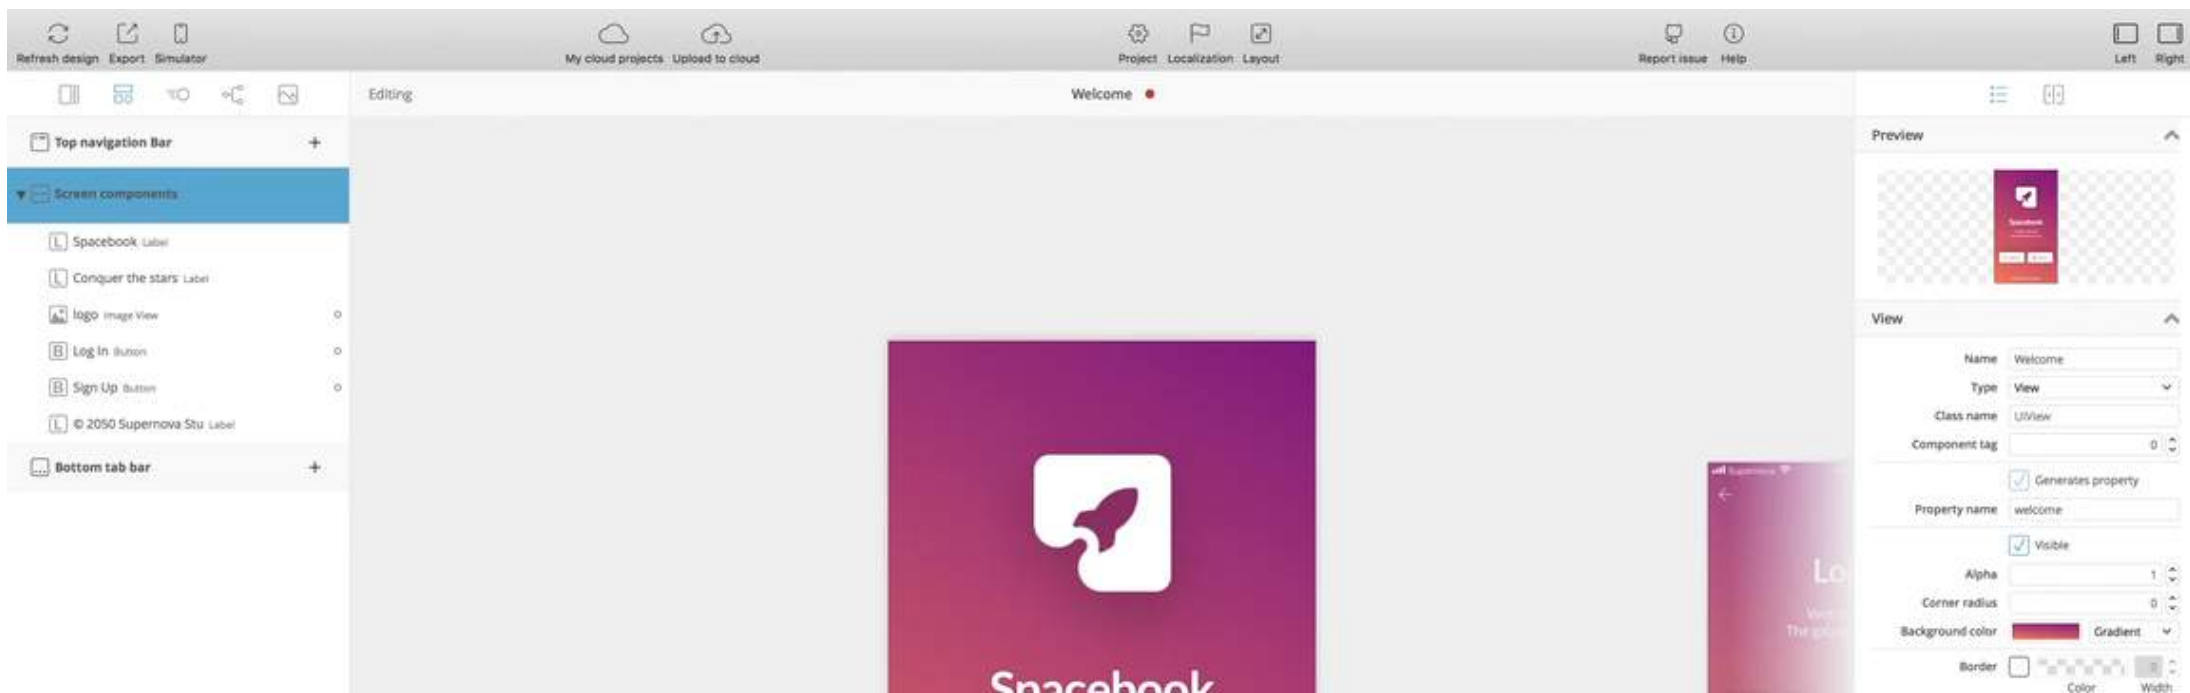 Refresh design Export Simulator My cloud projects Upload to cloud Project Localization Layout Report issue Help Left Right
Editing Welcome
Top navigation Bar +
Screen components
L Spacebook Label
L Conquer the stars Label
logo Image View
B Log In Button
B Sign Up Button
L © 2050 Supernova Stu Label
Bottom tab bar +
Spacebook
Supernova
Lo
Preview
Spacebook
View
Name Welcome
Type View
Class name UIView
Component tag 0
Generates property
Property name welcome
Visible
Alpha 1
Corner radius 0
Background color Gradient
Border 0
Color Width